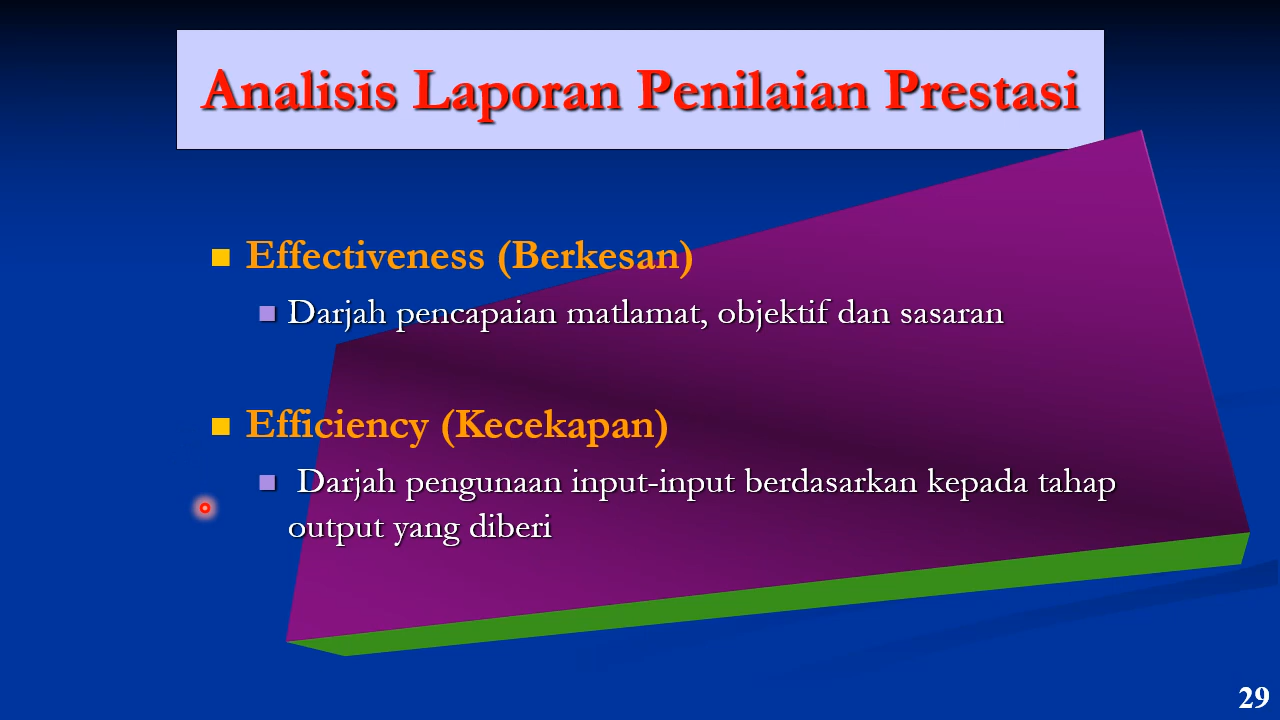 Analisis Laporan Penilaian Prestasi
Effectiveness (Berkesan)
Darjah pencapaian matlamat, objektif dan sasaran
Efficiency (Kecekapan)
Darjah pengunaan input-input berdasarkan kepada tahap
output yang diberi
29